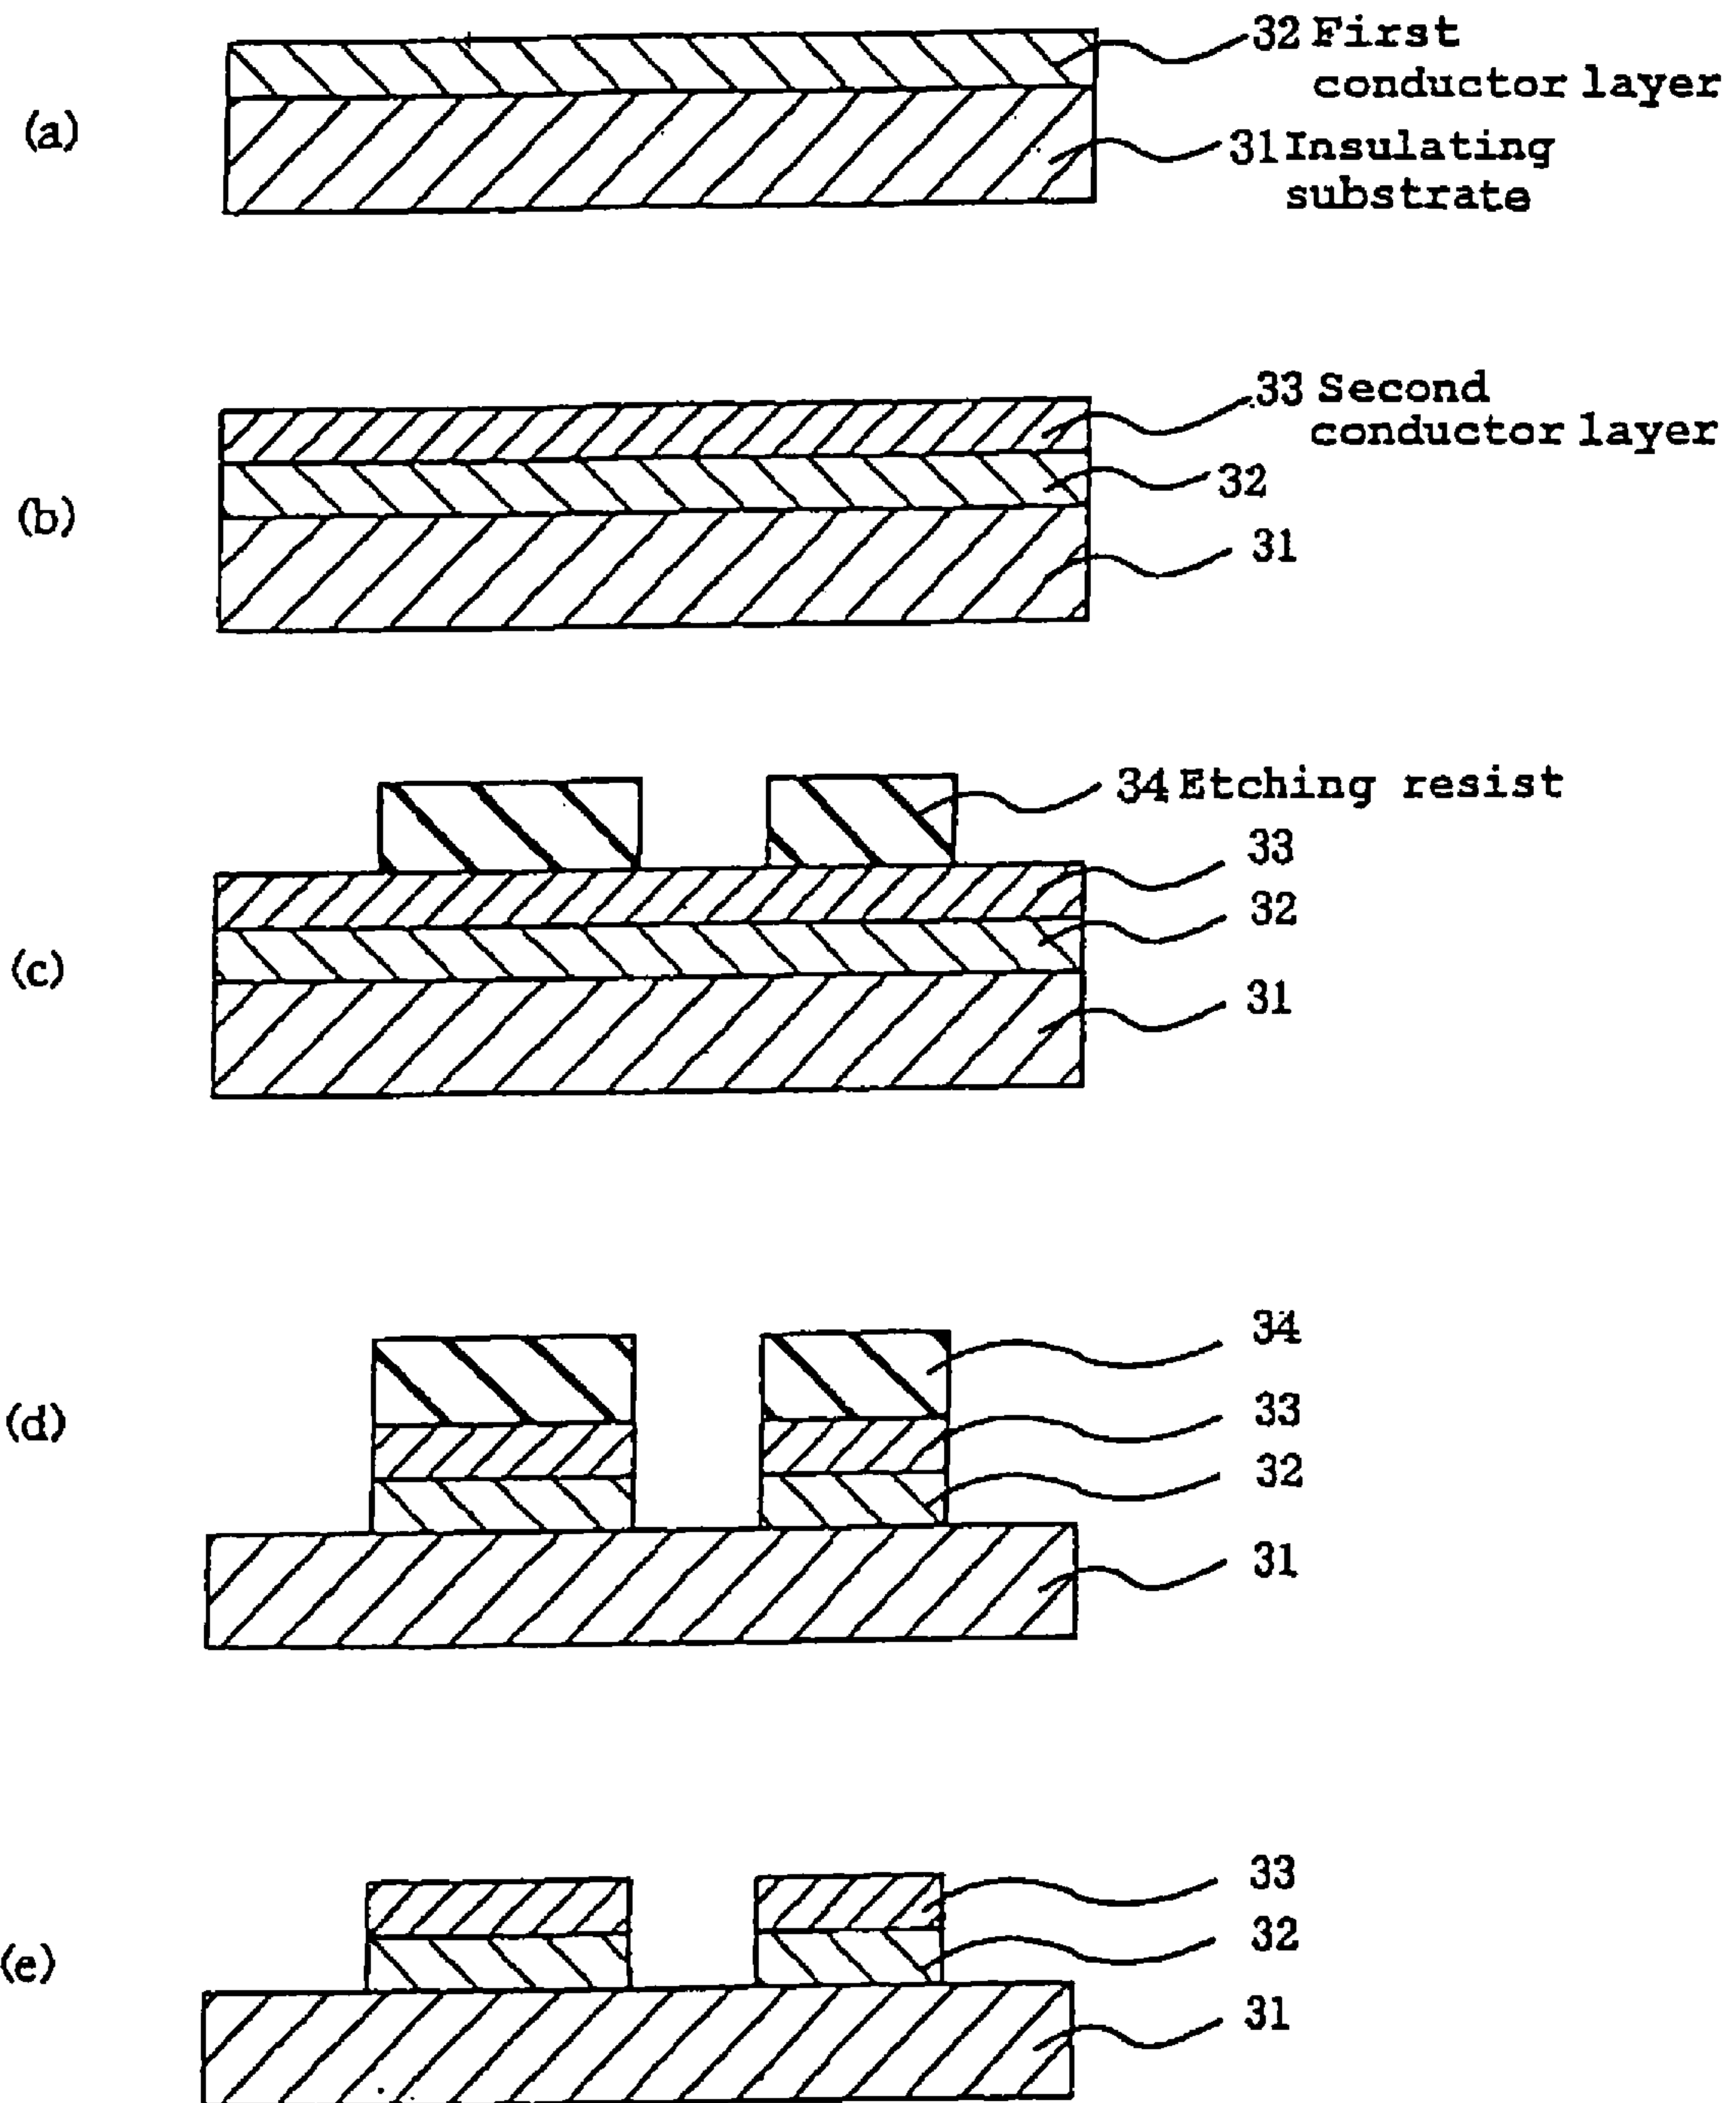 (a)
32 First
conductor layer
31 Insulating
substrate
(b)
33 Second
conductor layer
32
31
(c)
34 Etching resist
33
32
31
(d)
34
33
32
31
(e)
33
32
31